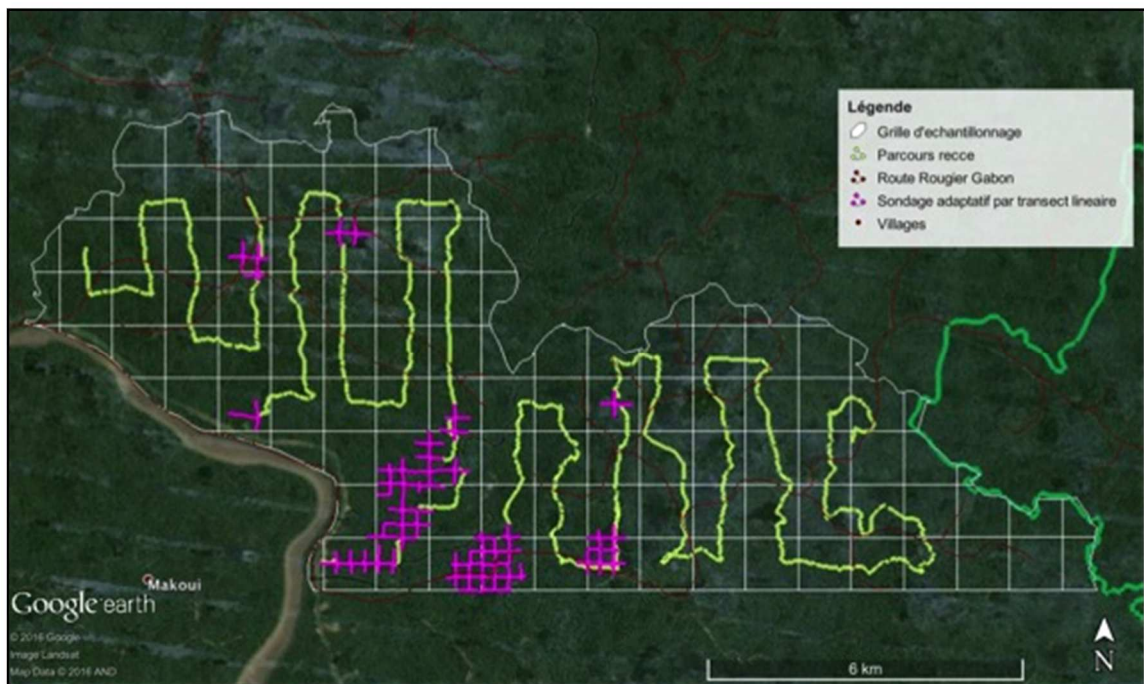 Légende
Grille d'echantillonnage
Parcours recce
Route Rougier Gabon
Sondage adaptatif par transect lineaire
Villages
Makoui
Google earth
© 2016 Google
Image Landsat
Map Data © 2016 AND
N
6 km